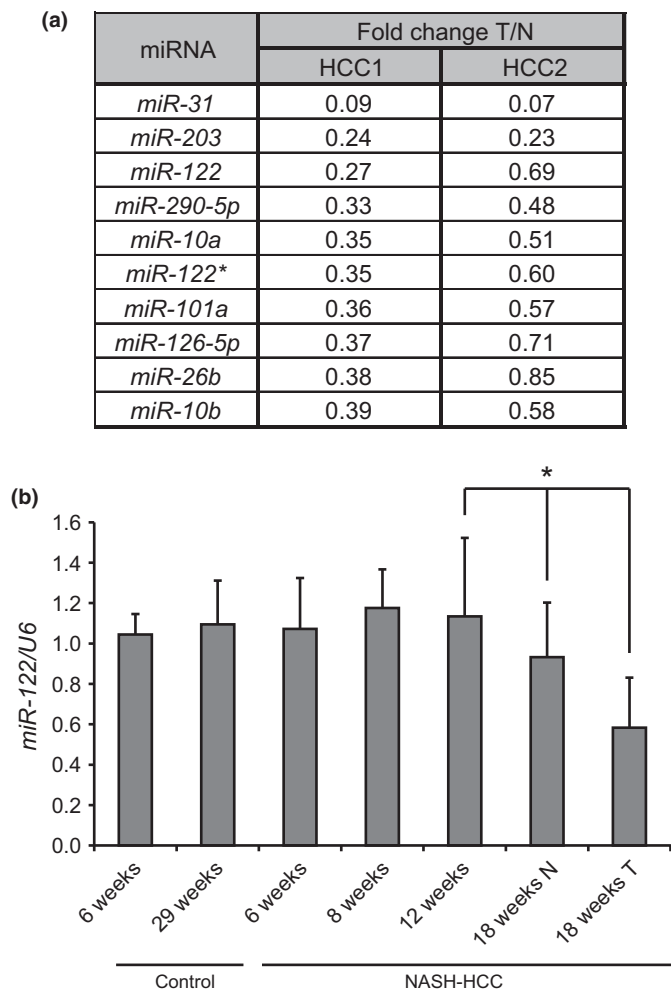 (a)
miRNA Fold change T/N
HCC1 HCC2
miR-31 0.09 0.07
miR-203 0.24 0.23
miR-122 0.27 0.69
miR-290-5p 0.33 0.48
miR-10a 0.35 0.51
miR-122* 0.35 0.60
miR-101a 0.36 0.57
miR-126-5p 0.37 0.71
miR-26b 0.38 0.85
miR-10b 0.39 0.58
(b)
*
miR-122/U6
1.6
1.4
1.2
1.0
0.8
0.6
0.4
0.2
0.0
6 weeks 29 weeks 6 weeks 8 weeks 12 weeks 18 weeks N 18 weeks T
Control NASH-HCC